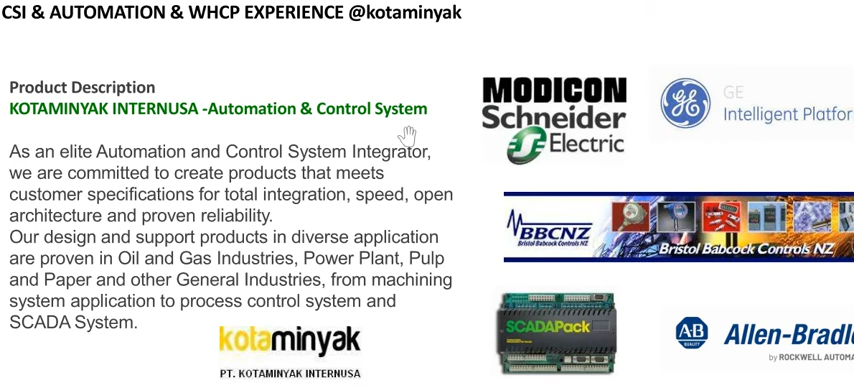 CSI & AUTOMATION & WHCP EXPERIENCE @kotaminyak
Product Description
KOTAMINYAK INTERNUSA -Automation & Control System
As an elite Automation and Control System Integrator,
we are committed to create products that meets
customer specifications for total integration, speed, open
architecture and proven reliability.
Our design and support products in diverse application
are proven in Oil and Gas Industries, Power Plant, Pulp
and Paper and other General Industries, from machining
system application to process control system and
SCADA System.
kotaminyak
PT. KOTAMINYAK INTERNUSA
MODICON
Schneider
Electric
GE
Intelligent Platfor
BBCNZ
Bristol Babcock Controls NZ
Bristol Babcock Controls NZ
SCADAPack
A-B
QUALITY
Allen-Bradle
by ROCKWELL AUTOMA